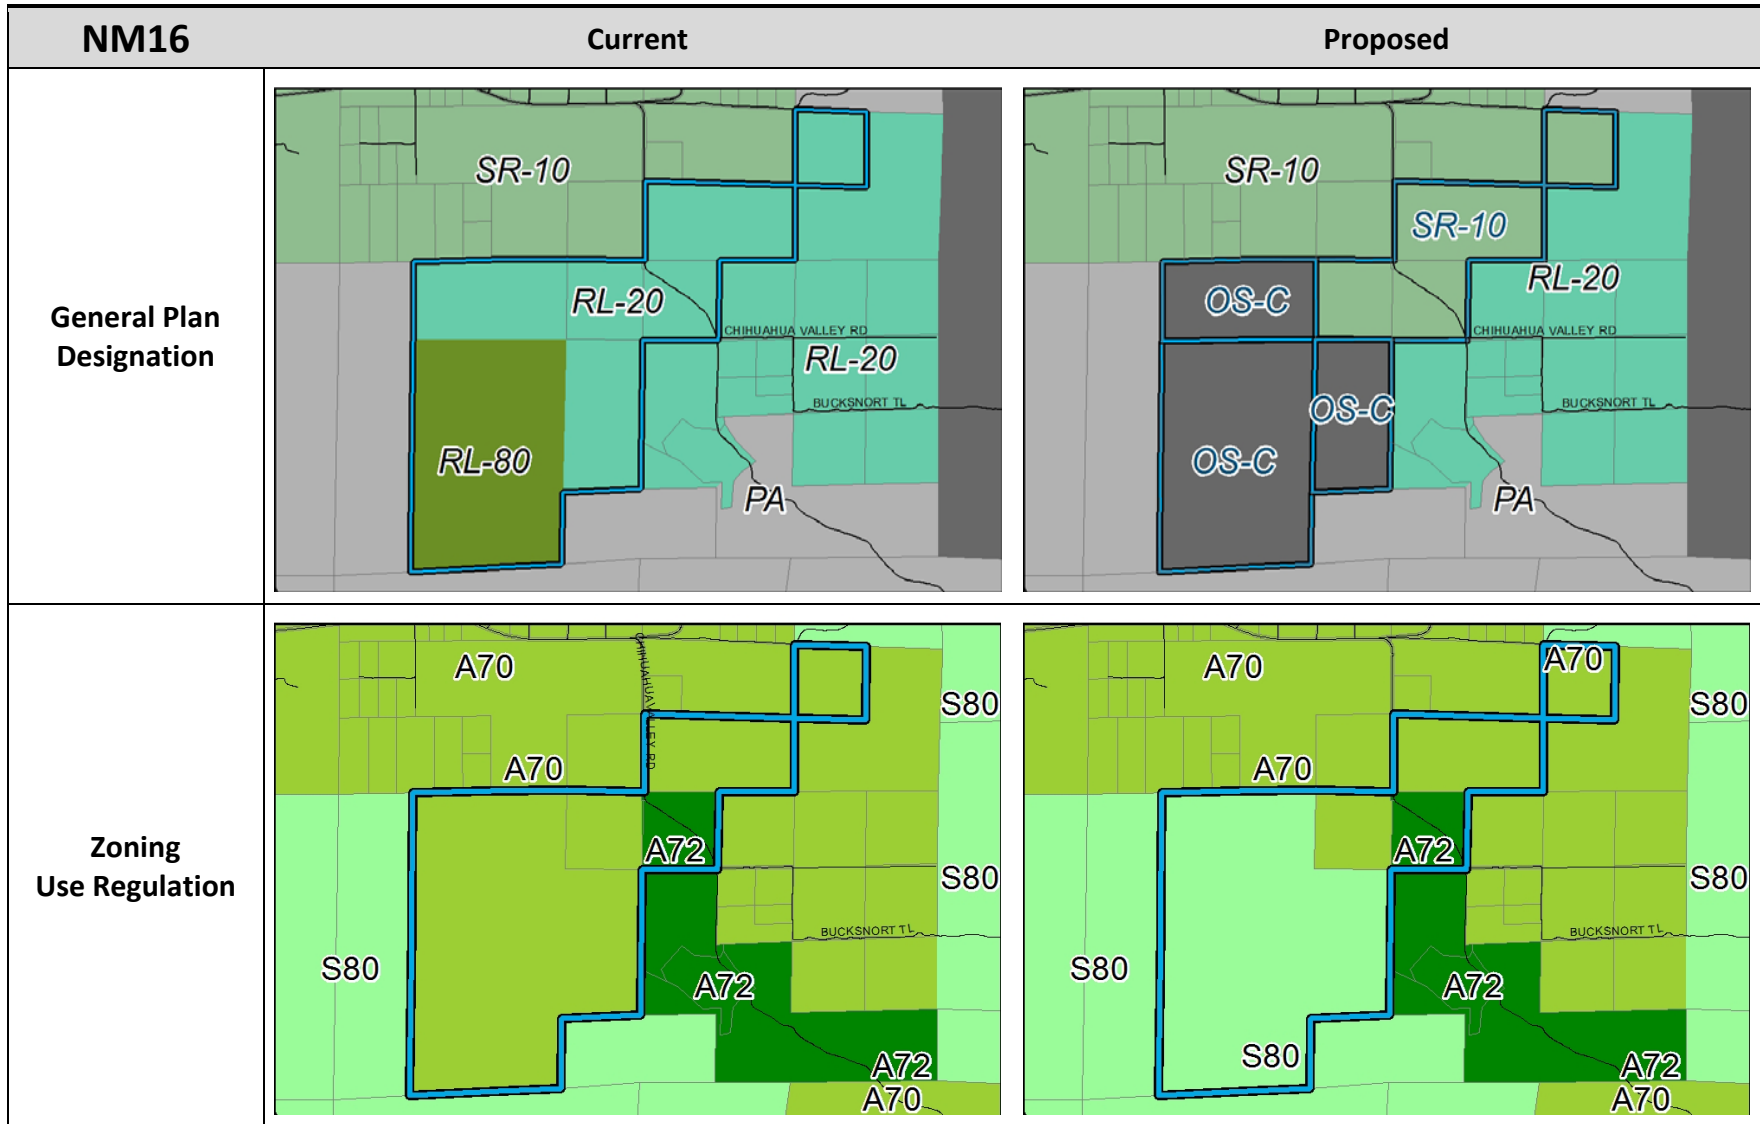 NM16
Current
Proposed
General Plan
Designation
SR-10
RL-20
CHIHUAHUA VALLEY RD
RL-20
BUCKSNORT TL
RL-80
PA
SR-10
SR-10
RL-20
OS-C
CHIHUAHUA VALLEY RD
OS-C
BUCKSNORT TL
OS-C
PA
Zoning
Use Regulation
CHIHUAHUA VALLEY RD
A70
S80
A70
A72
S80
BUCKSNORT TL
S80
A72
A72
A70
A70
A70
S80
A70
A72
S80
BUCKSNORT TL
S80
A72
S80
A72
A70